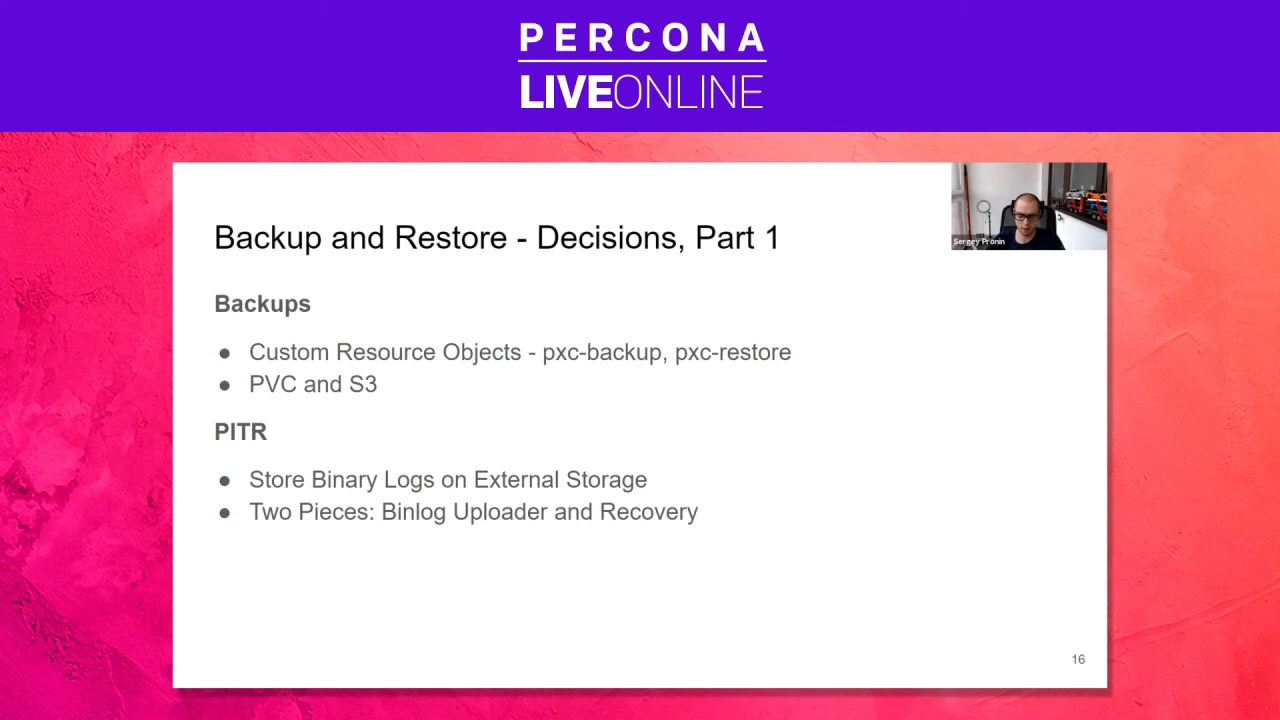 PERCONA
LIVEONLINE
Sergey Pronin
Backup and Restore - Decisions, Part 1
Backups
● Custom Resource Objects - pxc-backup, pxc-restore
● PVC and S3
PITR
● Store Binary Logs on External Storage
● Two Pieces: Binlog Uploader and Recovery
16